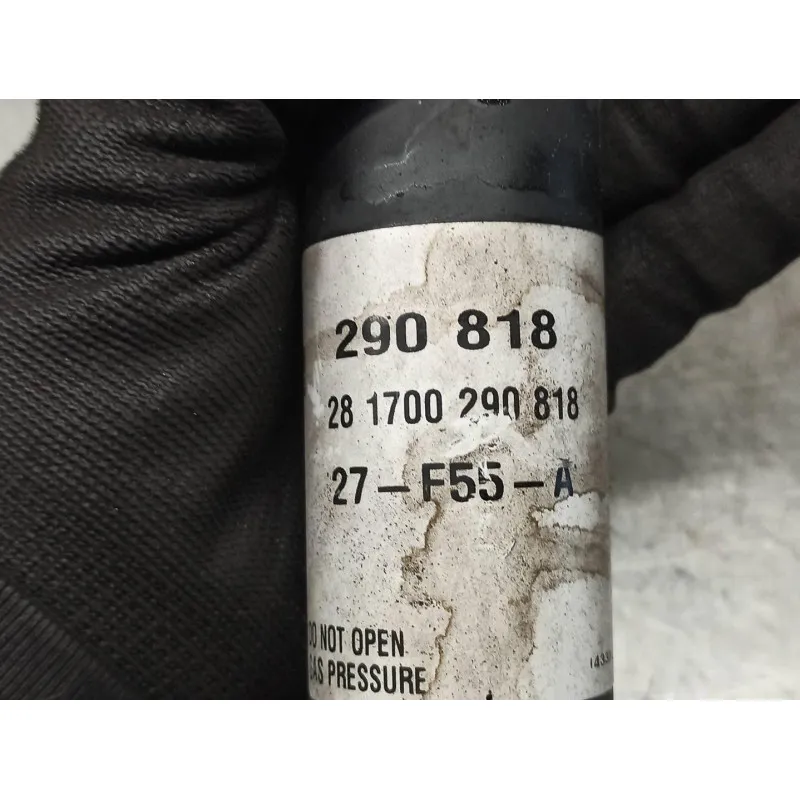 290 818
28 1700 290 818
27-F55-A
DO NOT OPEN
GAS PRESSURE